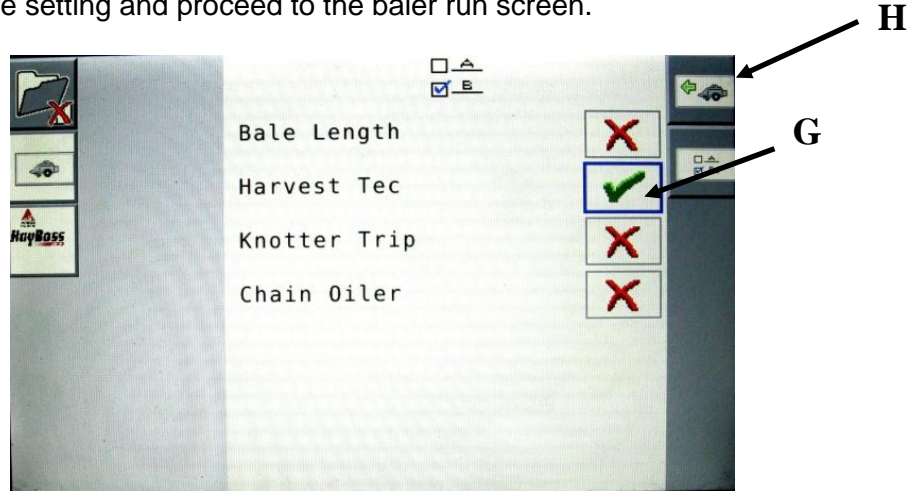 e setting and proceed to the baler run screen.
H
A
B
Bale Length
G
Harvest Tec
A
HayBoss
Knotter Trip
Chain Oiler